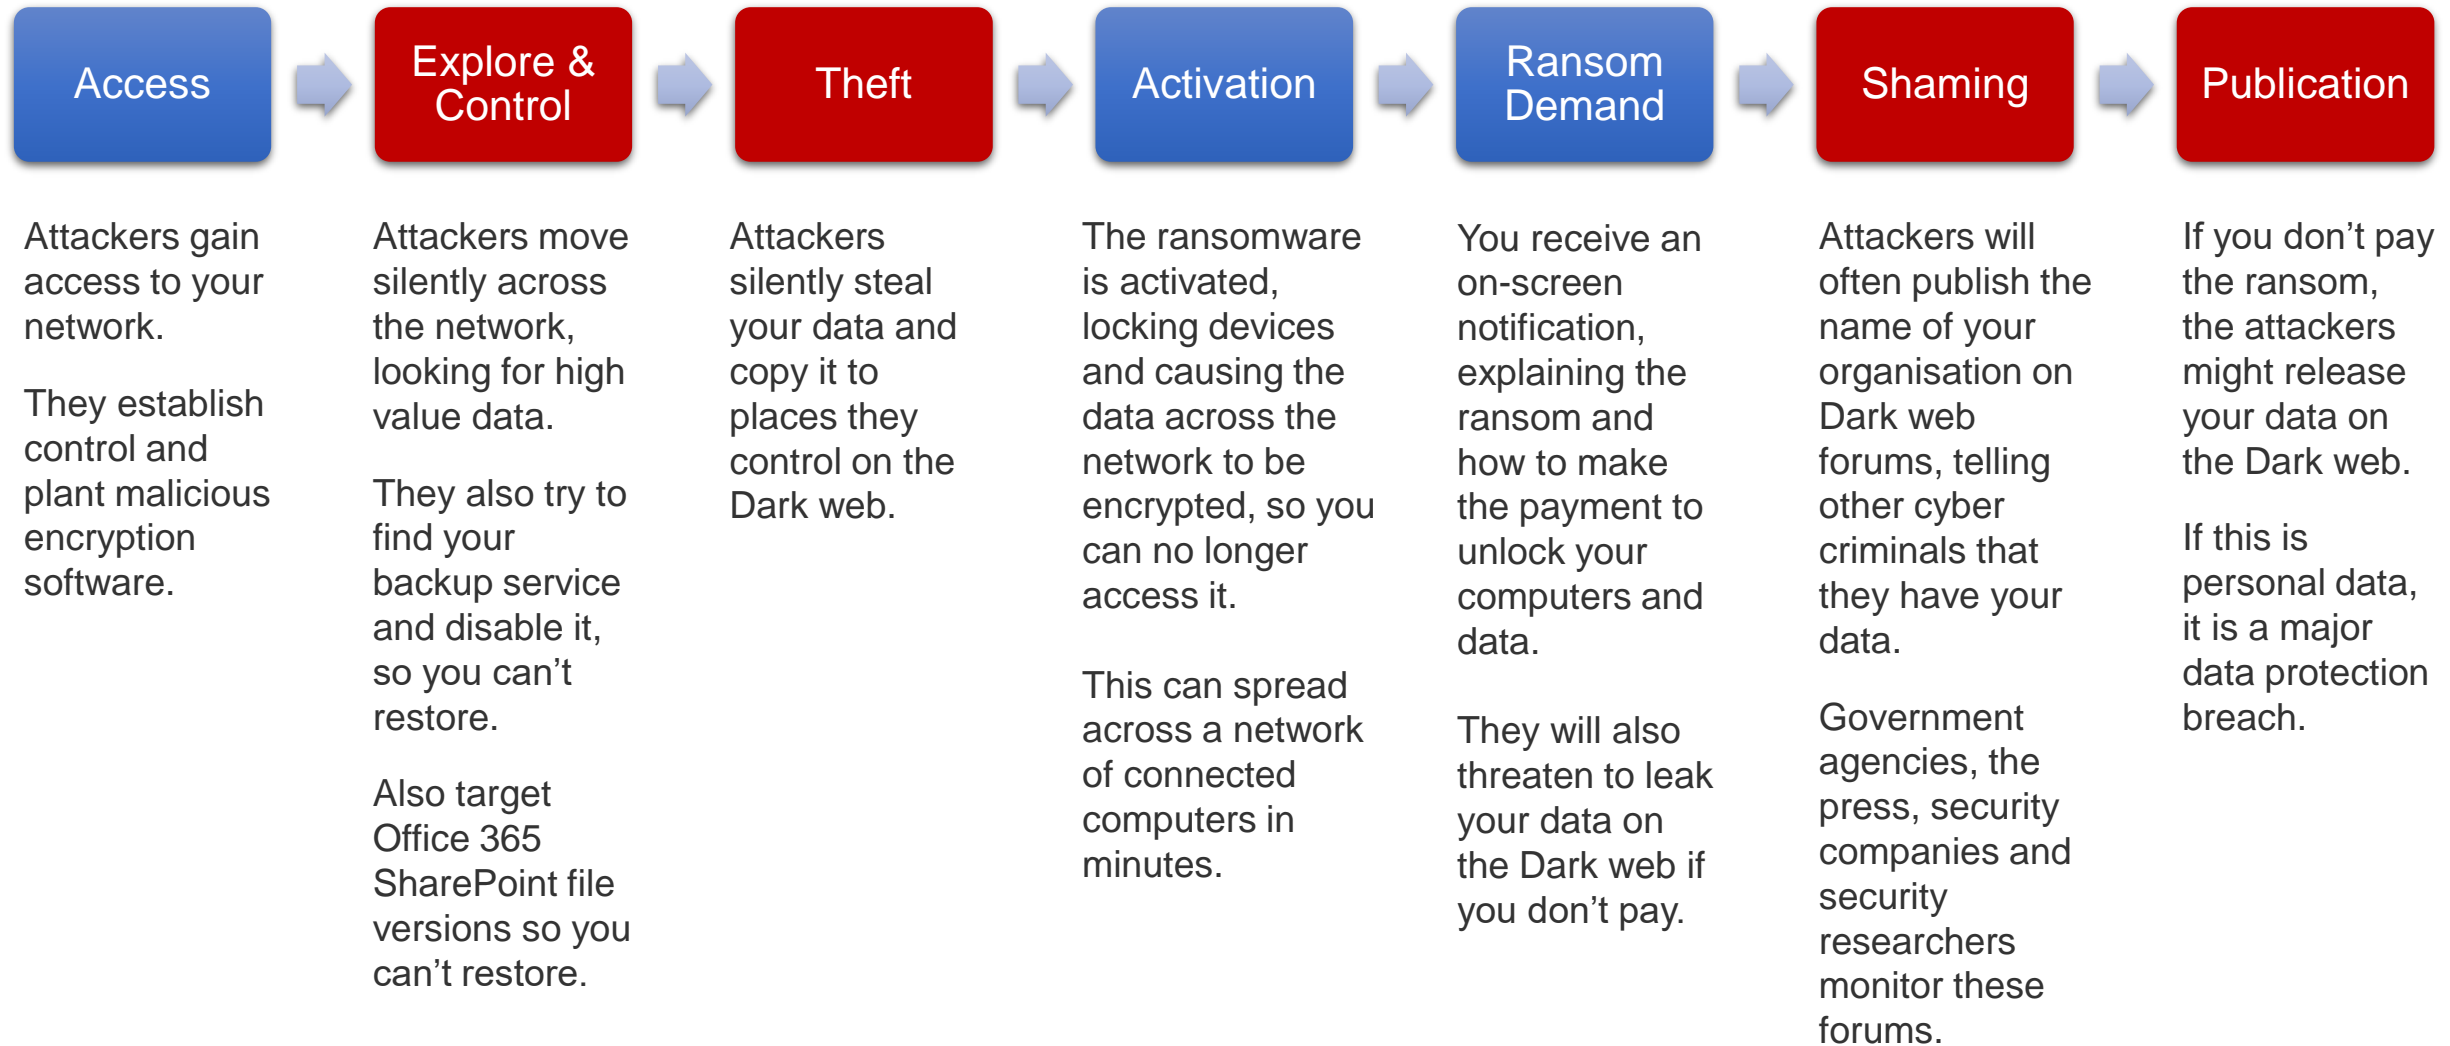 Access
Explore &
Control
Theft
Activation
Ransom
Demand
Shaming
Publication
Attackers gain
access to your
network.
They establish
control and
plant malicious
encryption
software.
Attackers move
silently across
the network,
looking for high
value data.
They also try to
find your
backup service
and disable it,
so you can’t
restore.
Also target
Office 365
SharePoint file
versions so you
can’t restore.
Attackers
silently steal
your data and
copy it to
places they
control on the
Dark web.
The ransomware
is activated,
locking devices
and causing the
data across the
network to be
encrypted, so you
can no longer
access it.
This can spread
across a network
of connected
computers in
minutes.
You receive an
on-screen
notification,
explaining the
ransom and
how to make
the payment to
unlock your
computers and
data.
They will also
threaten to leak
your data on
the Dark web if
you don’t pay.
Attackers will
often publish the
name of your
organisation on
Dark web
forums, telling
other cyber
criminals that
they have your
data.
Government
agencies, the
press, security
companies and
security
researchers
monitor these
forums.
If you don’t pay
the ransom,
the attackers
might release
your data on
the Dark web.
If this is
personal data,
it is a major
data protection
breach.